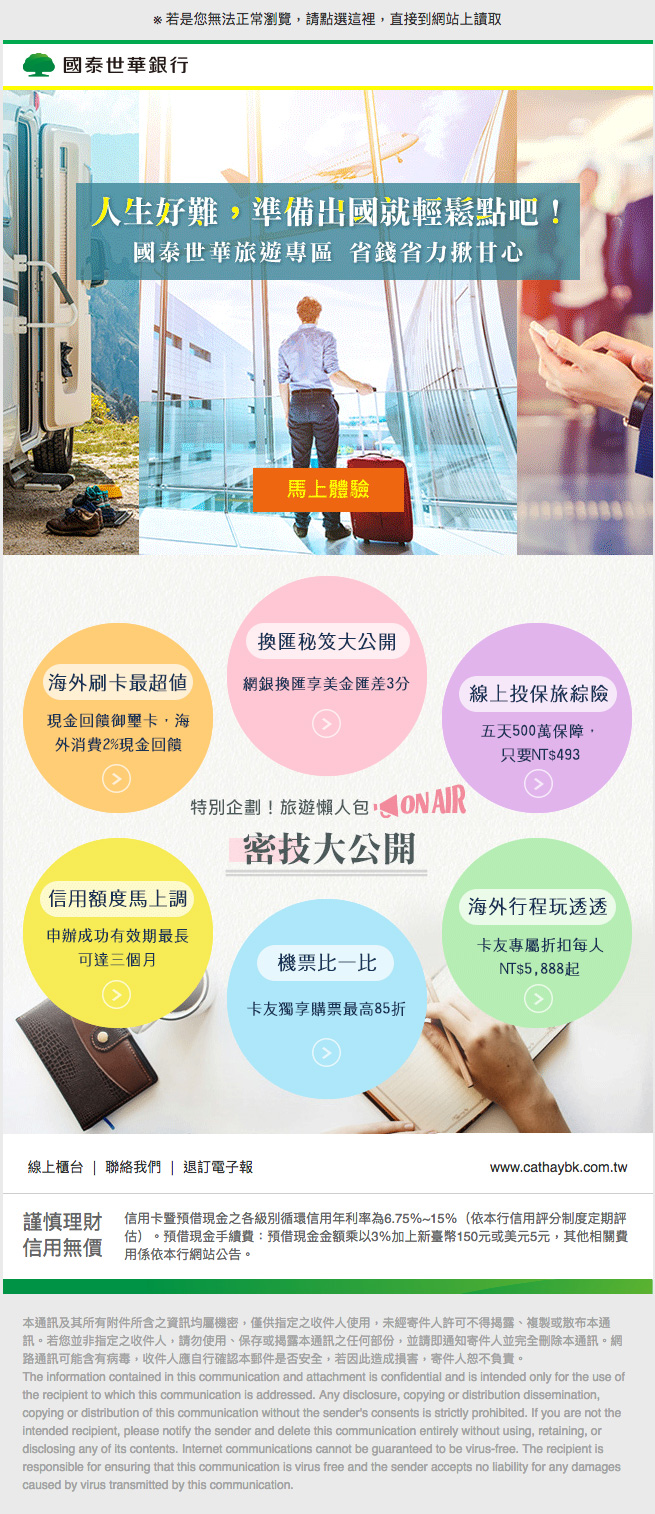 ※ 若是您無法正常瀏覽，請點選這裡，直接到網站上讀取
國泰世華銀行
人生好難，準備出國就輕鬆點吧！
國泰世華旅遊專區 省錢省力揪甘心
馬上體驗
換匯秘笈大公開
網銀換匯享美金匯差3分
海外刷卡最超值
現金回饋御璽卡，海
外消費2%現金回饋
線上投保旅綜險
五天500萬保障，
只要NT$493
特別企劃！旅遊懶人包
ON AIR
密技大公開
信用額度馬上調
申辦成功有效期最長
可達三個月
機票比一比
卡友獨享購票最高85折
海外行程玩透透
卡友專屬折扣每人
NT$5,888起
線上櫃台 | 聯絡我們 | 退訂電子報
www.cathaybk.com.tw
謹慎理財
信用無價
信用卡暨預借現金之各級別循環信用年利率為6.75%~15%（依本行信用評分制度定期評
估）。預借現金手續費：預借現金金額乘以3%加上新臺幣150元或美元5元，其他相關費
用係依本行網站公告。
本通訊及其所有附件所含之資訊均屬機密，僅供指定之收件人使用，未經寄件人許可不得揭露、複製或散布本通
訊。若您並非指定之收件人，請勿使用、保存或揭露本通訊之任何部份，並請即通知寄件人並完全刪除本通訊。網
路通訊可能含有病毒，收件人應自行確認本郵件是否安全，若因此造成損害，寄件人恕不負責。
The information contained in this communication and attachment is confidential and is intended only for the use of
the recipient to which this communication is addressed. Any disclosure, copying or distribution dissemination,
copying or distribution of this communication without the sender's consents is strictly prohibited. If you are not the
intended recipient, please notify the sender and delete this communication entirely without using, retaining, or
disclosing any of its contents. Internet communications cannot be guaranteed to be virus-free. The recipient is
responsible for ensuring that this communication is virus free and the sender accepts no liability for any damages
caused by virus transmitted by this communication.